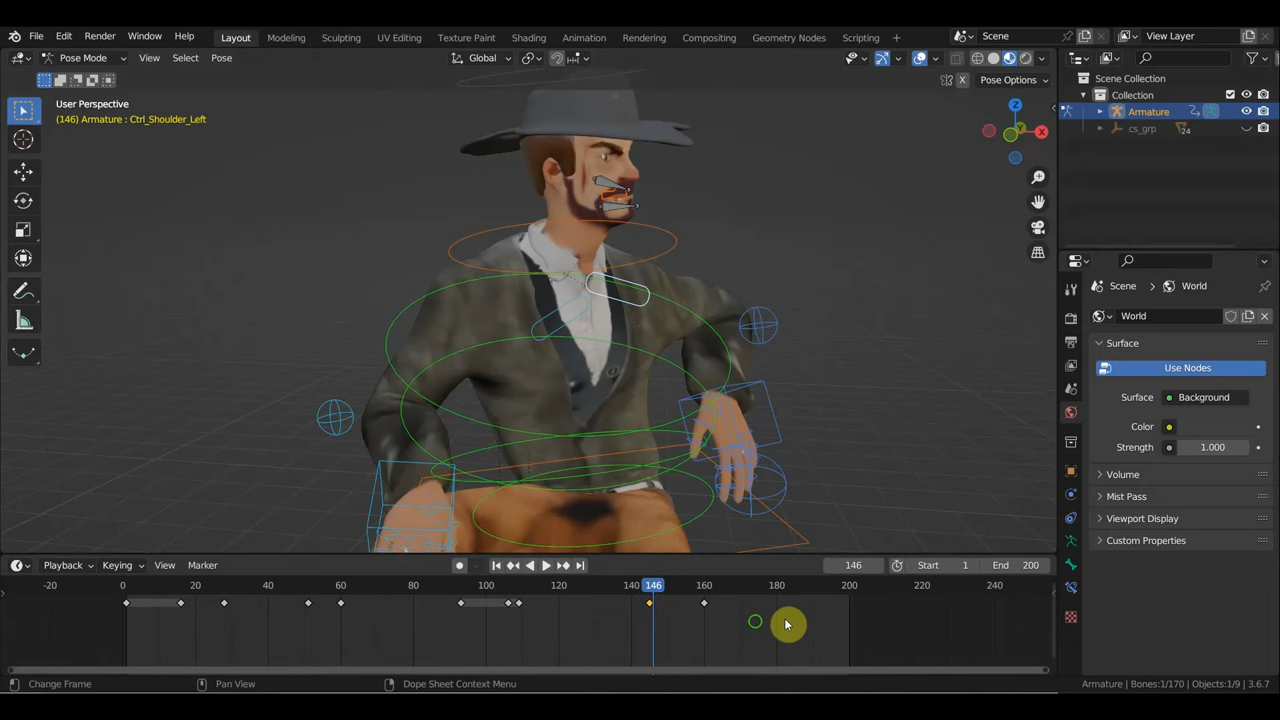 File Edit Render Window Help Layout Modeling Sculpting UV Editing Texture Paint Shading Animation Rendering Compositing Geometry Nodes Scripting Scene View Layer
Pose Mode View Select Pose Global
X Pose Options
User Perspective
(146) Armature : Ctrl_Shoulder_Left
Z
X
Y
Scene Collection
Collection
Armature
cs_grp 24
Scene World
World
Surface
Use Nodes
Surface Background
Color
Strength 1.000
Volume
Mist Pass
Viewport Display
Custom Properties
Playback Keying View Marker 146 Start 1 End 200
-20 0 20 40 60 80 100 120 140 146 160 180 200 220 240
Change Frame Pan View Dope Sheet Context Menu Armature | Bones:1/170 | Objects:1/9 | 3.6.7